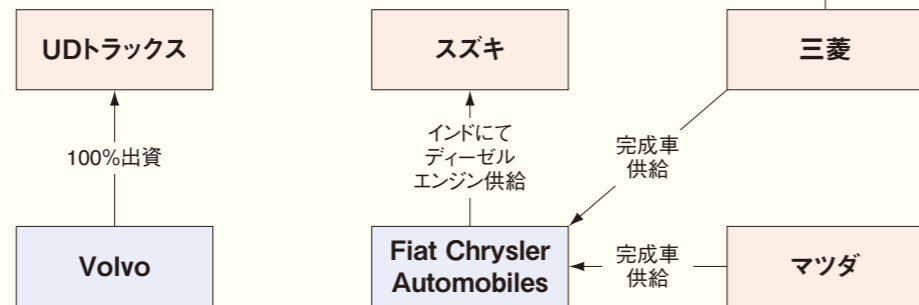 UDトラックス
スズキ
三菱
100%出資
インドにて
ディーゼル
エンジン供給
完成車
供給
Volvo
Fiat Chrysler
Automobiles
完成車
供給
マツダ